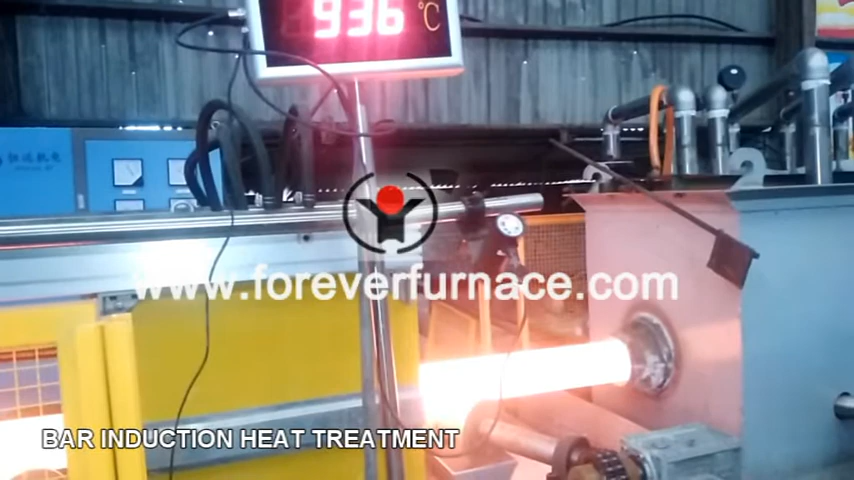 936 °C
www.foreverfurnace.com
BAR INDUCTION HEAT TREATMENT